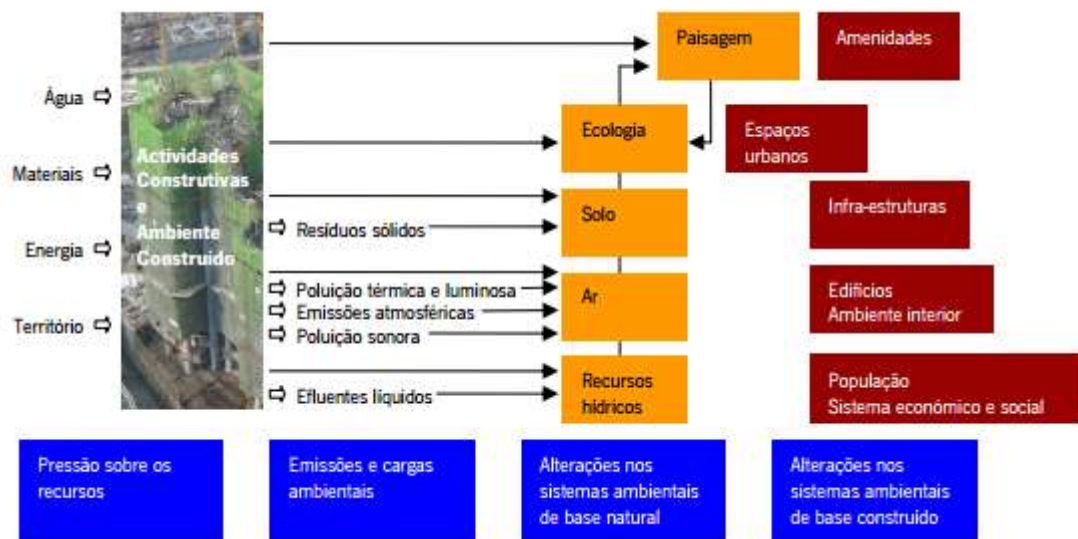 Paisagem
Amenidades
Água
Ecologia
Espaços
urbanos
Actividades
Construtivas
e
Ambiente
Construído
Materiais
Solo
Infra-estruturas
Resíduos sólidos
Energia
Poluição térmica e luminosa
Emissões atmosféricas
Poluição sonora
Ar
Edifícios
Ambiente interior
Território
Efluentes líquidos
Recursos
hídricos
População
Sistema económico e social
Pressão sobre os
recursos
Emissões e cargas
ambientais
Alterações nos
sistemas ambientais
de base natural
Alterações nos
sistemas ambientais
de base construído